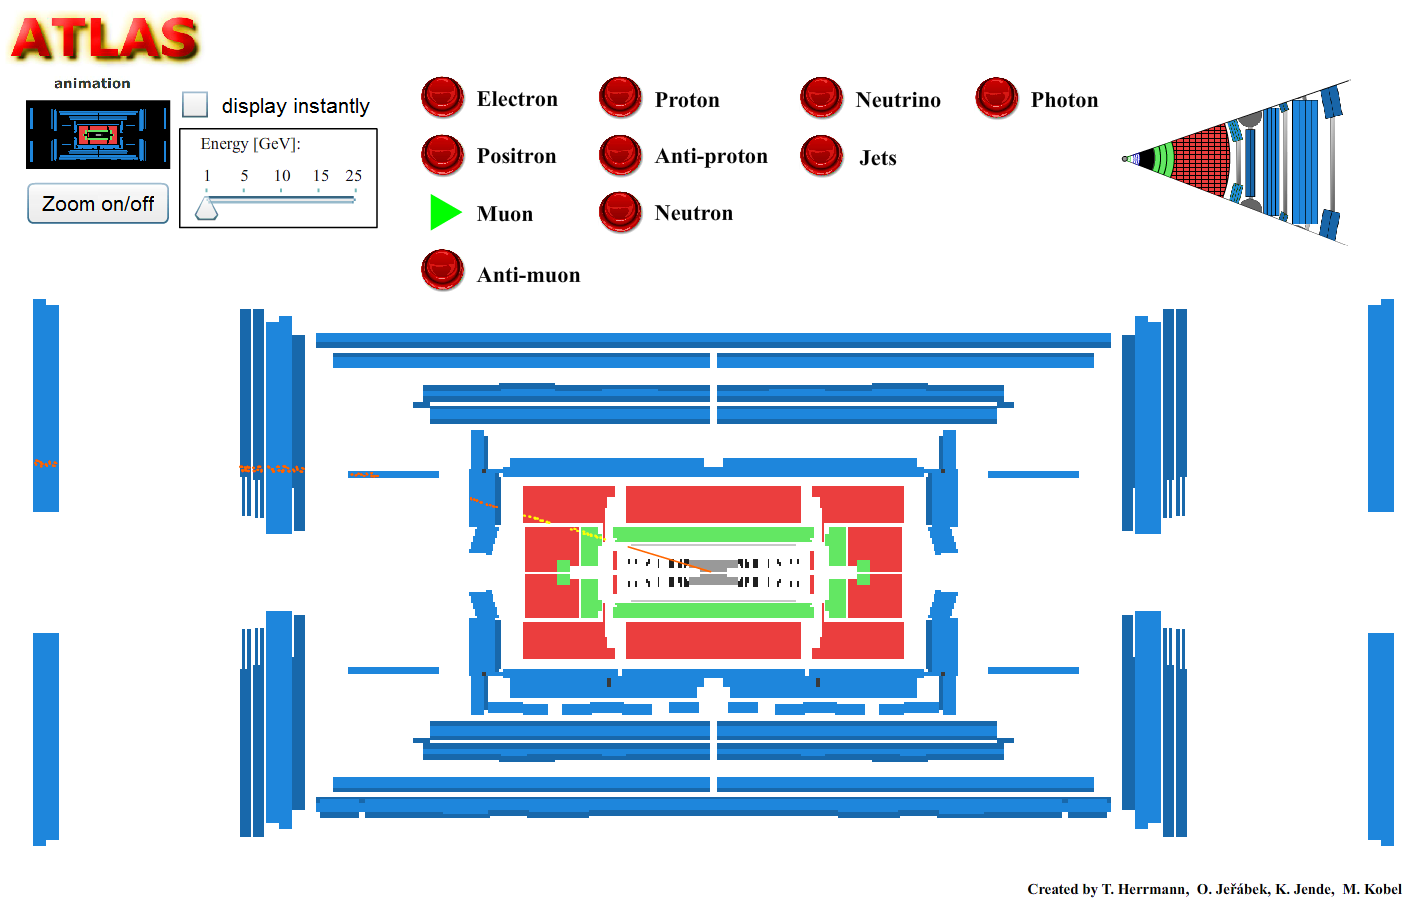 ATLAS
animation
display instantly
Energy [GeV]:
1 5 10 15 25
Zoom on/off
Electron
Proton
Neutrino
Photon
Positron
Anti-proton
Jets
Muon
Neutron
Anti-muon
Created by T. Herrmann, O. Jeřábek, K. Jende, M. Kobel